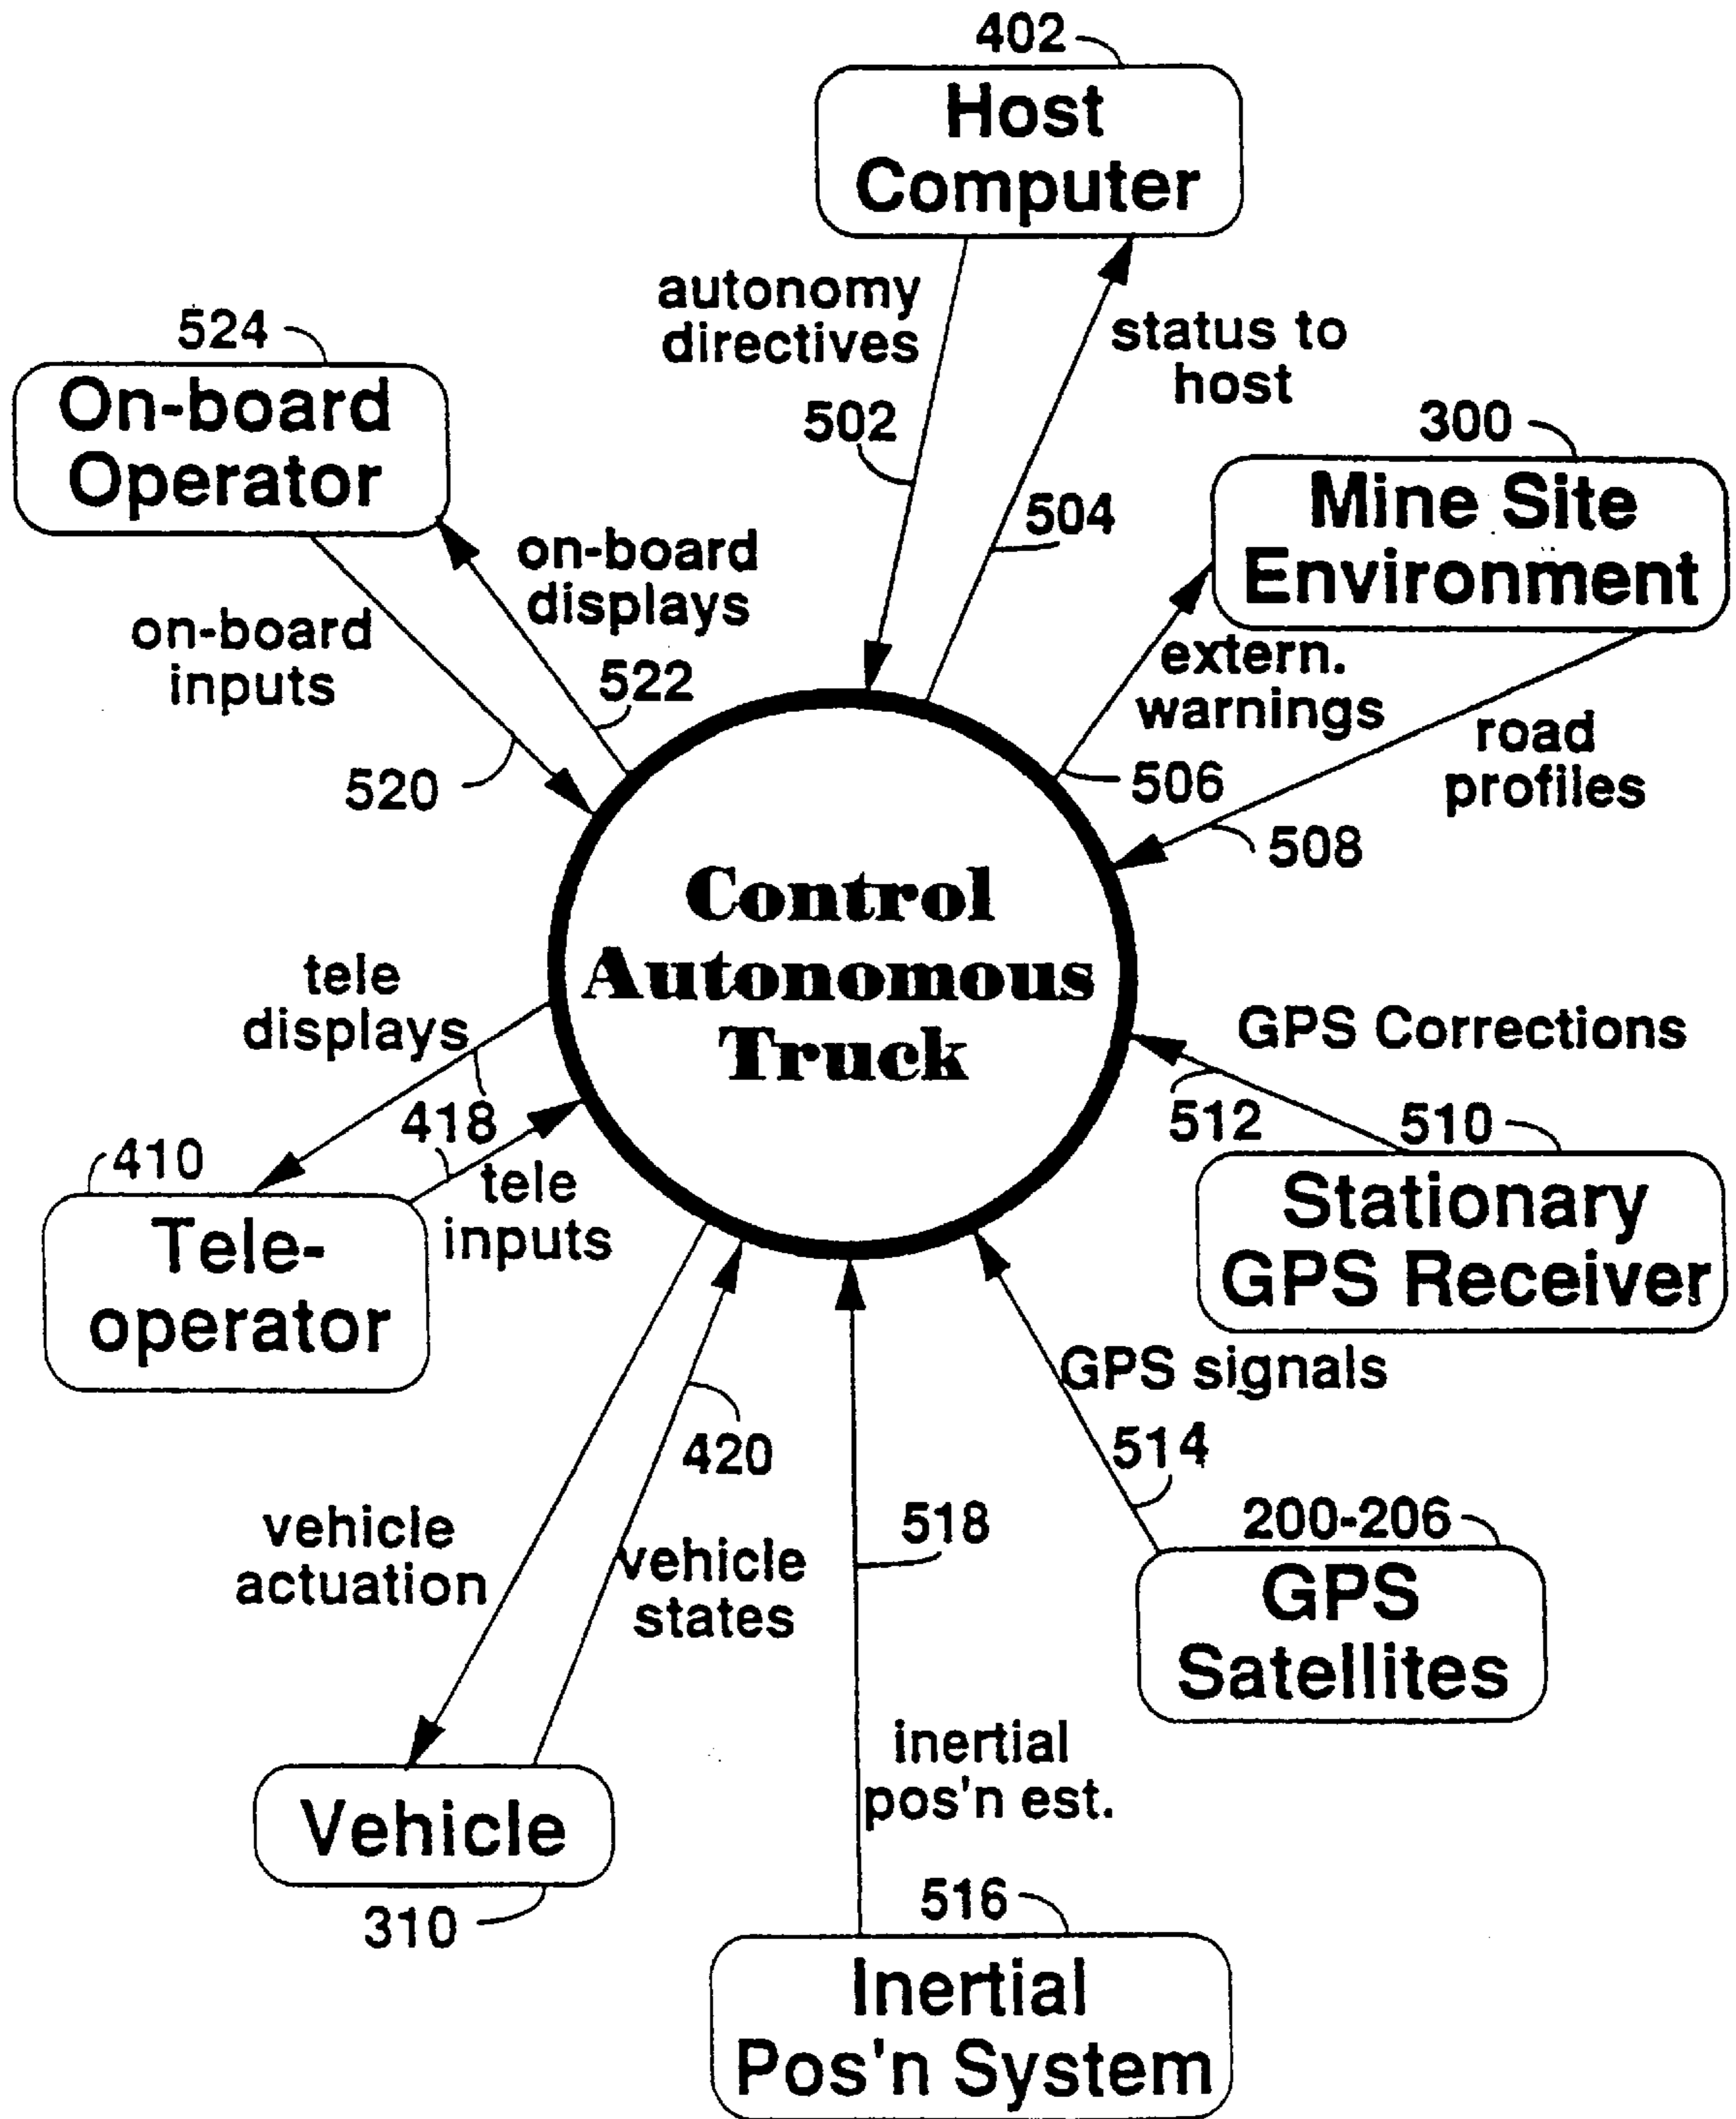 402
Host
Computer
autonomy
directives
502
status to
host
504
524
On-board
Operator
on-board
displays
522
on-board
inputs
520
300
Mine Site
Environment
extern.
warnings
506
road
profiles
508
Control
Autonomous
Truck
tele
displays
418
410
tele
inputs
Tele-
operator
GPS Corrections
512
510
Stationary
GPS Receiver
GPS signals
514
200-206
GPS
Satellites
420
vehicle
actuation
vehicle
states
518
inertial
pos'n est.
Vehicle
310
516
Inertial
Pos'n System